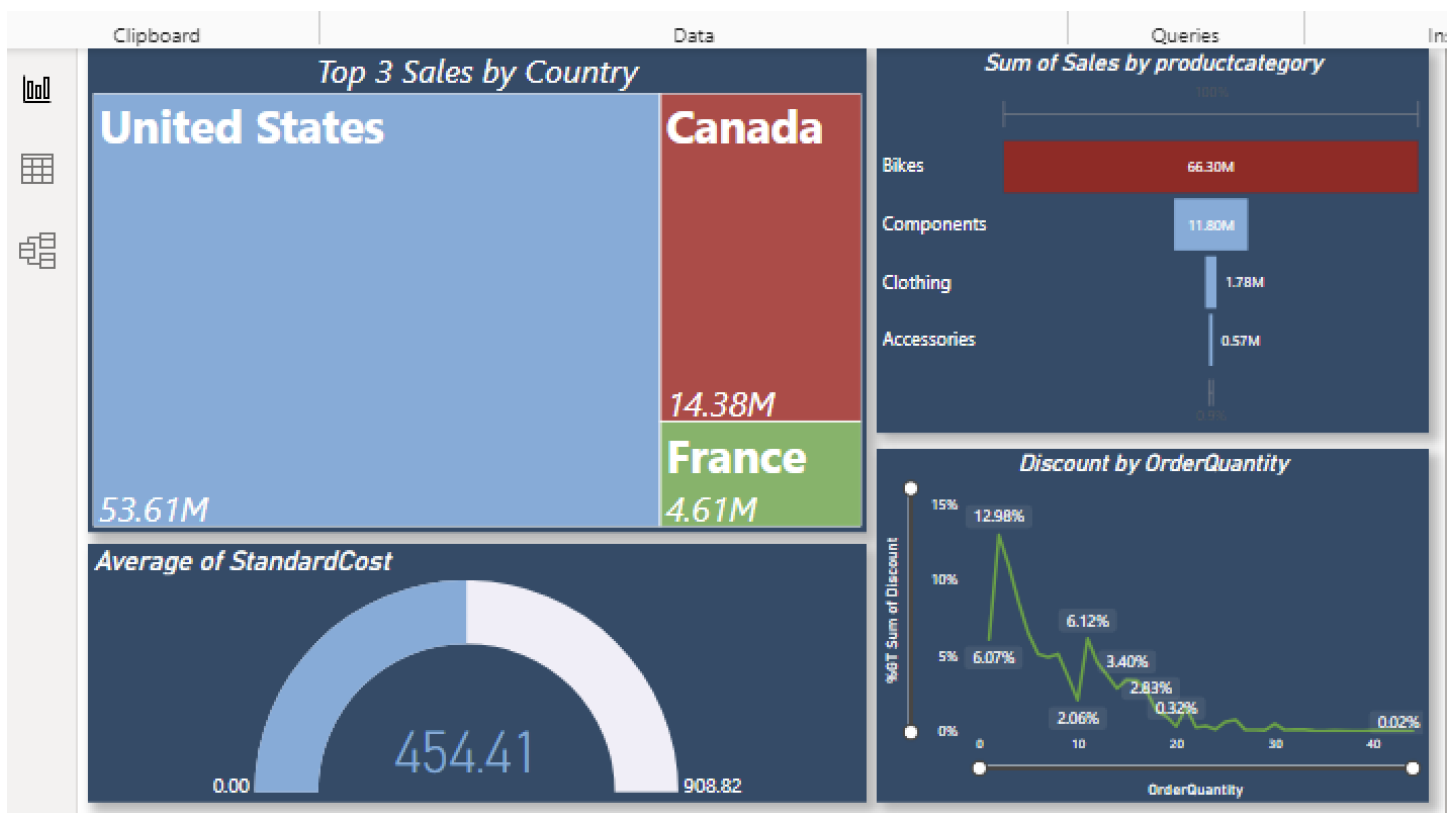 Clipboard
Data
Queries
Ins
Top 3 Sales by Country
United States
53.61M
Canada
14.38M
France
4.61M
Sum of Sales by productcategory
100%
Bikes
66.30M
Components
11.80M
Clothing
1.78M
Accessories
0.57M
0.9%
Average of StandardCost
454.41
0.00
908.82
Discount by OrderQuantity
%GT Sum of Discount
15%
10%
5%
0%
12.98%
6.07%
6.12%
3.40%
2.83%
2.06%
0.32%
0.02%
0
10
20
30
40
OrderQuantity